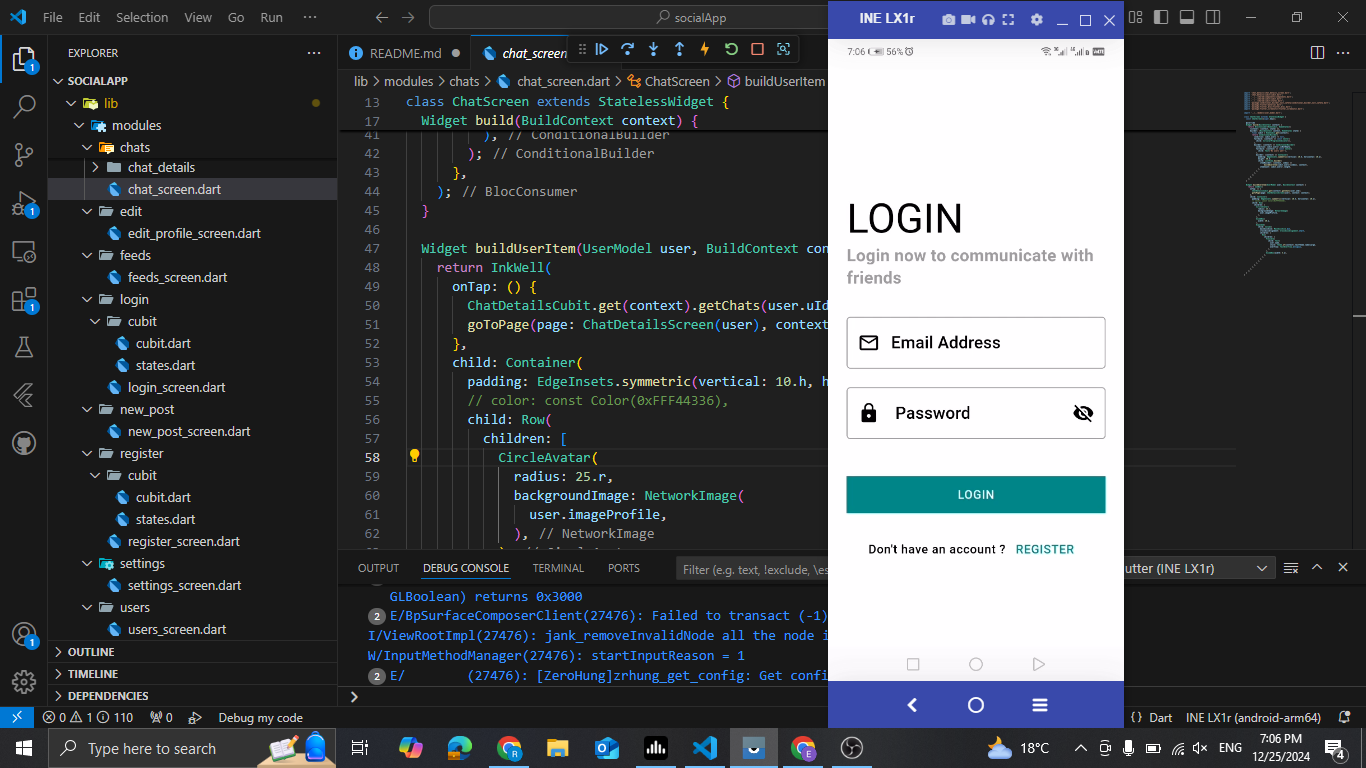 File Edit Selection View Go Run ···
socialApp
INE LX1r
EXPLORER
SOCIALAPP
lib
modules
chats
chat_details
chat_screen.dart
edit
edit_profile_screen.dart
feeds
feeds_screen.dart
login
cubit
cubit.dart
states.dart
login_screen.dart
new_post
new_post_screen.dart
register
cubit
cubit.dart
states.dart
register_screen.dart
settings
settings_screen.dart
users
users_screen.dart
OUTLINE
TIMELINE
DEPENDENCIES
README.md
chat_screen
lib > modules > chats > chat_screen.dart > ChatScreen > buildUserItem
13 class ChatScreen extends StatelessWidget {
17 Widget build(BuildContext context) {
41 ); // ConditionalBuilder
42 ); // ConditionalBuilder
43 },
44 ); // BlocConsumer
45 }
46
47 Widget buildUserItem(UserModel user, BuildContext con
48 return InkWell(
49 onTap: () {
50 ChatDetailsCubit.get(context).getChats(user.uId
51 goToPage(page: ChatDetailsScreen(user), context
52 },
53 child: Container(
54 padding: EdgeInsets.symmetric(vertical: 10.h, h
55 // color: const Color(0xFFF44336),
56 child: Row(
57 children: [
58 CircleAvatar(
59 radius: 25.r,
60 backgroundImage: NetworkImage(
61 user.imageProfile,
62 ), // NetworkImage
OUTPUT DEBUG CONSOLE TERMINAL PORTS
Filter (e.g. text, !exclude, \es
utter (INE LX1r)
GLBoolean) returns 0x3000
2 E/BpSurfaceComposerClient(27476): Failed to transact (-1)
I/ViewRootImpl(27476): jank_removeInvalidNode all the node i
W/InputMethodManager(27476): startInputReason = 1
2 E/ (27476): [ZeroHung]zrhung_get_config: Get confi
7:06 56%
LOGIN
Login now to communicate with
friends
Email Address
Password
LOGIN
Don't have an account ? REGISTER
0 1 110 0 Debug my code
{} Dart INE LX1r (android-arm64)
Type here to search
18°C
ENG
7:06 PM
12/25/2024
4